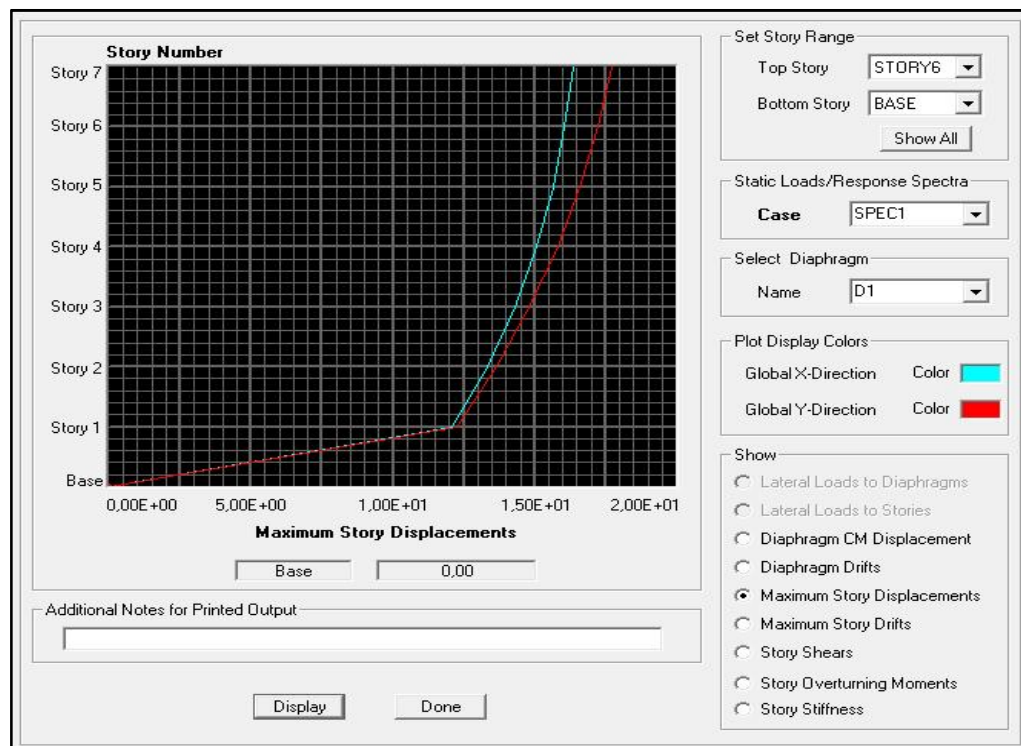 Story Number
Story 7
Story 6
Story 5
Story 4
Story 3
Story 2
Story 1
Base
0,00E+00 5,00E+00 1,00E+01 1,50E+01 2,00E+01
Maximum Story Displacements
Base 0,00
Additional Notes for Printed Output
Display Done
Set Story Range
Top Story STORY6
Bottom Story BASE
Show All
Static Loads/Response Spectra
Case SPEC1
Select Diaphragm
Name D1
Plot Display Colors
Global X-Direction Color
Global Y-Direction Color
Show
Lateral Loads to Diaphragms
Lateral Loads to Stories
Diaphragm CM Displacement
Diaphragm Drifts
Maximum Story Displacements
Maximum Story Drifts
Story Shears
Story Overturning Moments
Story Stiffness